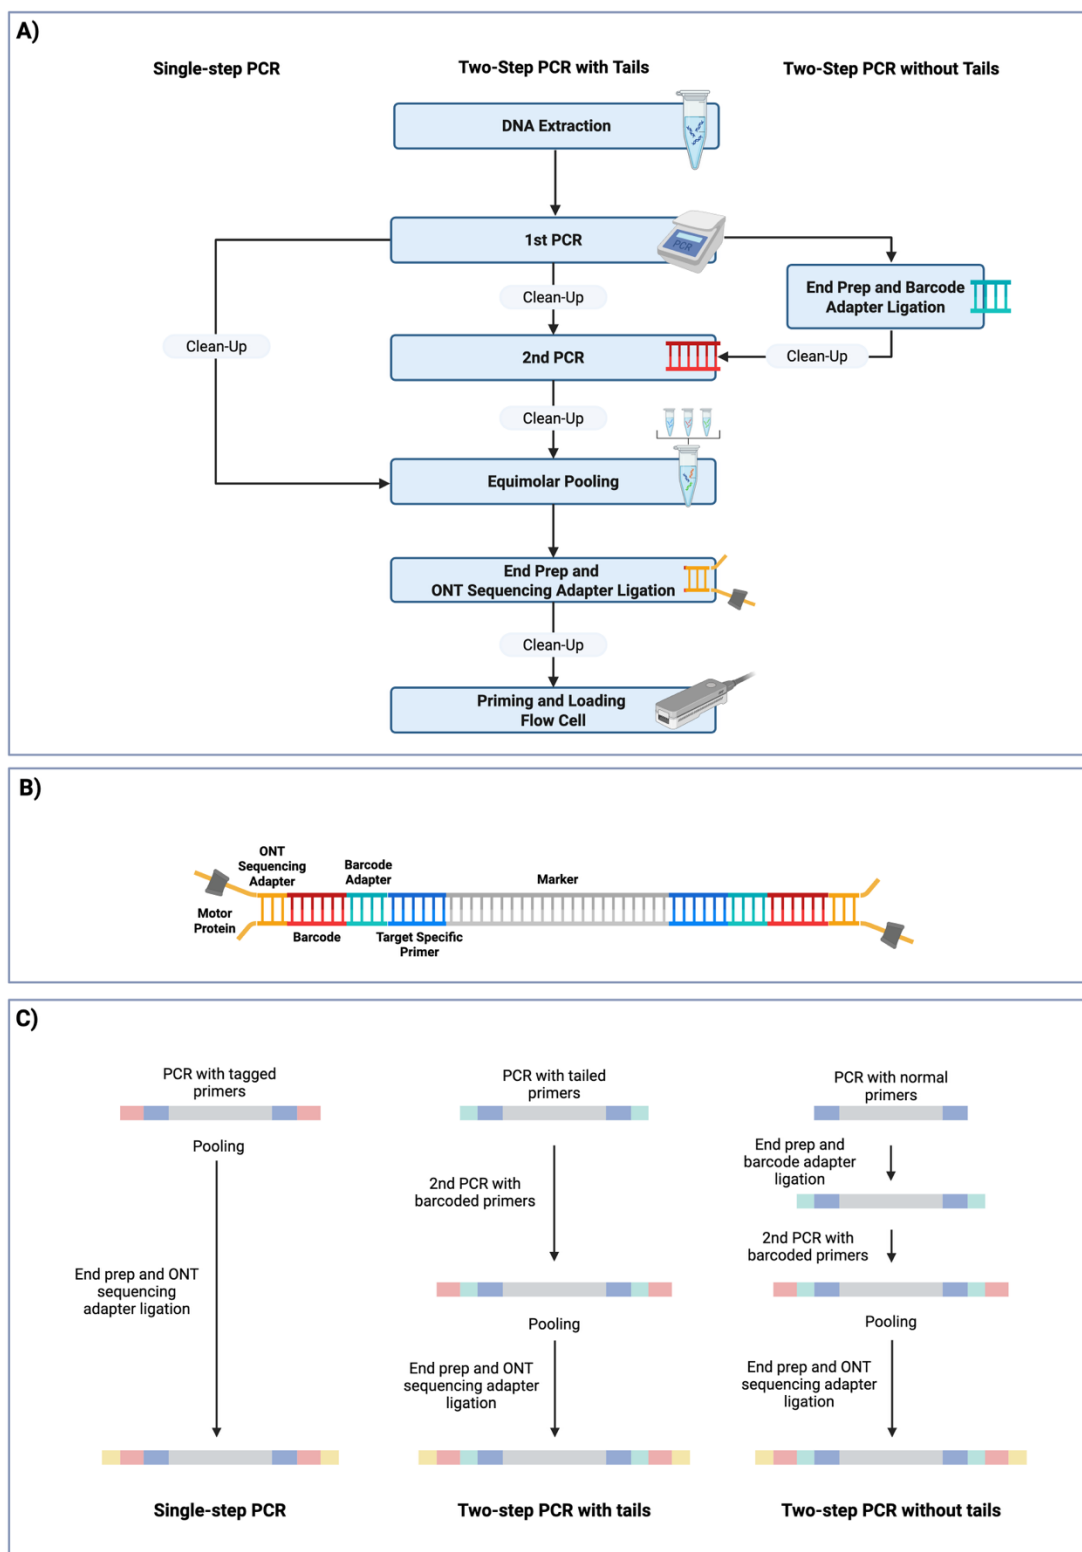 A)
Single-step PCR
Two-Step PCR with Tails
Two-Step PCR without Tails
DNA Extraction
1st PCR
PCR
End Prep and Barcode
Adapter Ligation
Clean-Up
Clean-Up
2nd PCR
Clean-Up
Clean-Up
Equimolar Pooling
End Prep and
ONT Sequencing Adapter Ligation
Clean-Up
Priming and Loading
Flow Cell
B)
ONT
Sequencing
Adapter
Barcode
Adapter
Marker
Motor
Protein
Barcode
Target Specific
Primer
C)
PCR with tagged
primers
Pooling
End prep and ONT
sequencing
adapter ligation
Single-step PCR
PCR with tailed
primers
2nd PCR with
barcoded primers
Pooling
End prep and ONT
sequencing adapter
ligation
Two-step PCR with tails
PCR with normal
primers
End prep and
barcode adapter
ligation
2nd PCR with
barcoded primers
Pooling
End prep and ONT
sequencing adapter
ligation
Two-step PCR without tails